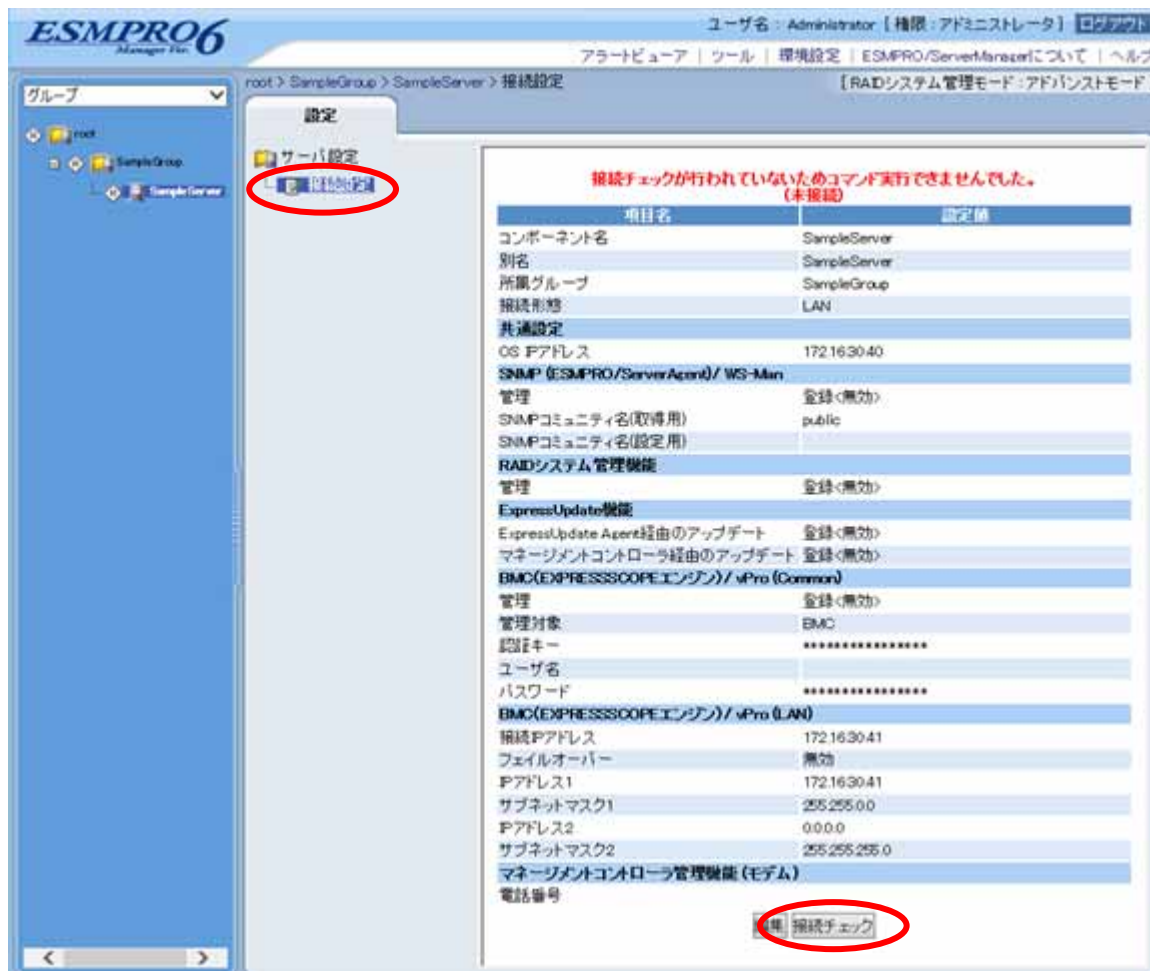 ESMPRO6
Manager Ver.
ユーザ名 : Administrator [ 権限 : アドミニストレータ ] ログアウト
アラートビューア | ツール | 環境設定 | ESMPRO/ServerManagerについて | ヘルプ
グループ
root
SampleGroup
SampleServer
root > SampleGroup > SampleServer > 接続設定
[ RAIDシステム管理モード : アドバンストモード
設定
サーバ設定
接続設定
接続チェックが行われていないためコマンド実行できませんでした。
(未接続)
項目名 設定値
コンポーネント名 SampleServer
別名 SampleServer
所属グループ SampleGroup
接続形態 LAN
共通設定
OS IPアドレス 172.16.30.40
SNMP (ESMPRO/ServerAgent)/ WS-Man
管理 登録<無効>
SNMPコミュニティ名(取得用) public
SNMPコミュニティ名(設定用)
RAIDシステム管理機能
管理 登録<無効>
ExpressUpdate機能
ExpressUpdate Agent経由のアップデート 登録<無効>
マネージメントコントローラ経由のアップデート 登録<無効>
BMC(EXPRESSSCOPEエンジン)/ vPro (Common)
管理 登録<無効>
管理対象 BMC
認証キー ****************
ユーザ名
パスワード ****************
BMC(EXPRESSSCOPEエンジン)/ vPro (LAN)
接続IPアドレス 172.16.30.41
フェイルオーバー 無効
IPアドレス1 172.16.30.41
サブネットマスク1 255.255.0.0
IPアドレス2 0.0.0.0
サブネットマスク2 255.255.255.0
マネージメントコントローラ管理機能 (モデム)
電話番号
編集 接続チェック